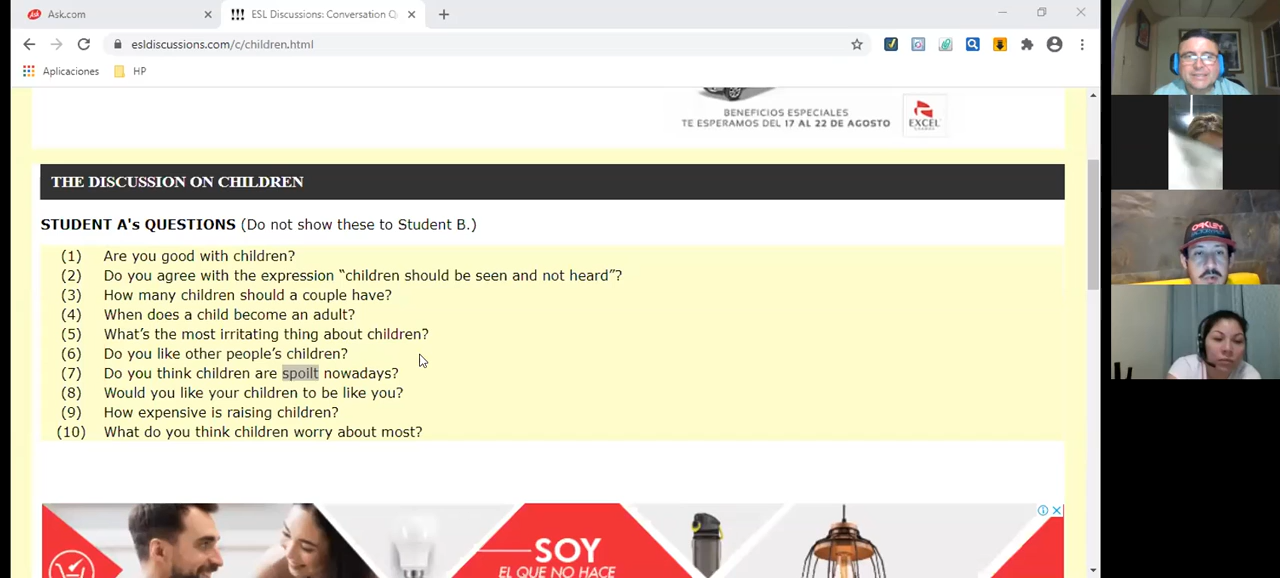 Ask.com
ESL Discussions: Conversation Q
esldiscussions.com/c/children.html
Aplicaciones
HP
BENEFICIOS ESPECIALES
TE ESPERAMOS DEL 17 AL 22 DE AGOSTO
EXCEL
THE DISCUSSION ON CHILDREN
STUDENT A's QUESTIONS (Do not show these to Student B.)
(1) Are you good with children?
(2) Do you agree with the expression “children should be seen and not heard”?
(3) How many children should a couple have?
(4) When does a child become an adult?
(5) What’s the most irritating thing about children?
(6) Do you like other people’s children?
(7) Do you think children are spoilt nowadays?
(8) Would you like your children to be like you?
(9) How expensive is raising children?
(10) What do you think children worry about most?
SOY
EL QUE NO HACE
OAKLEY